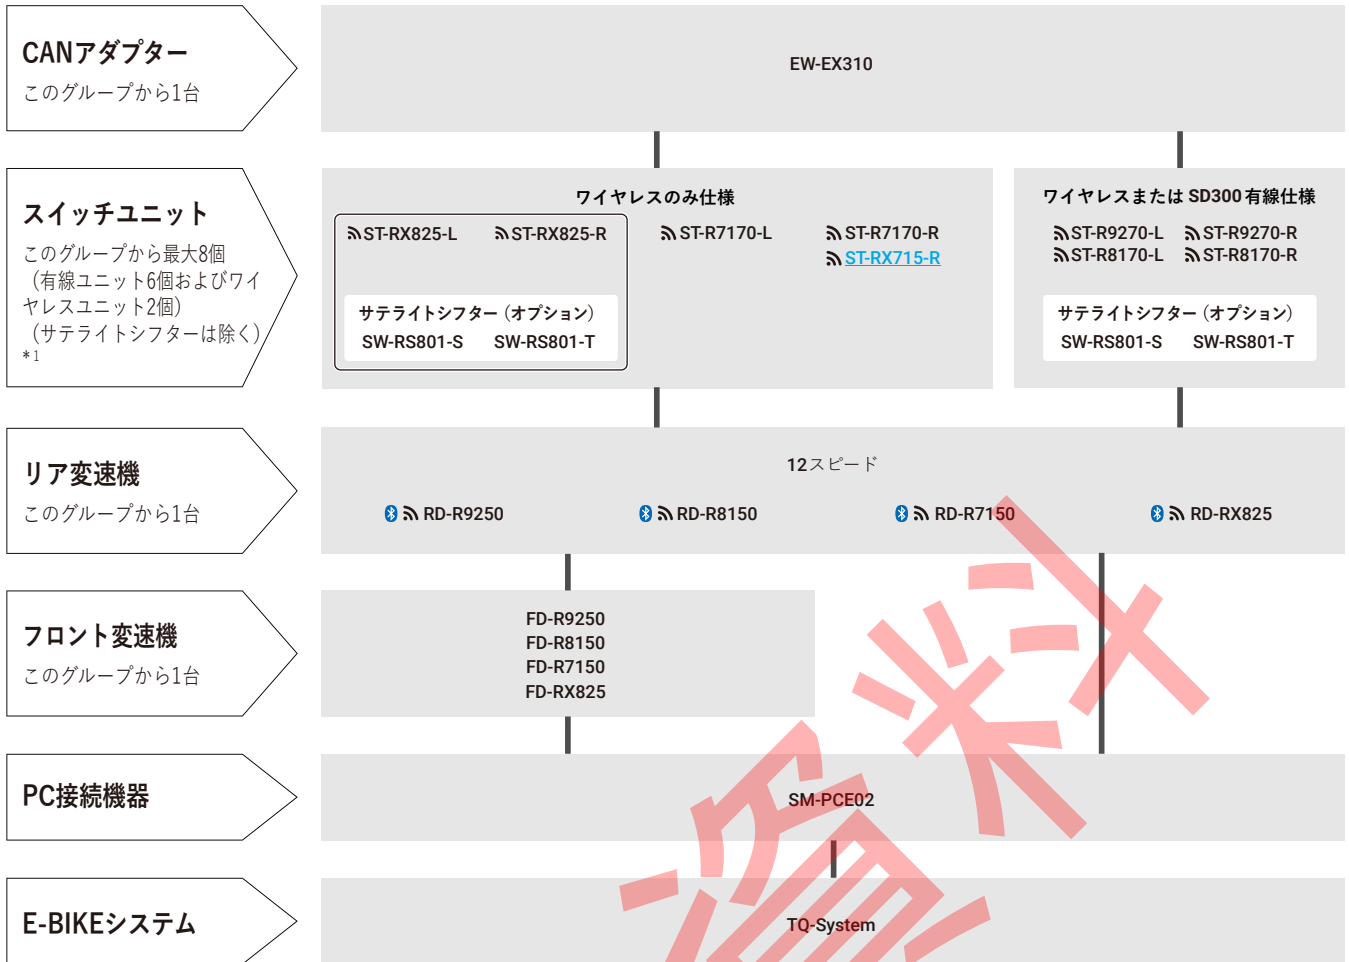 CANアダプター
このグループから1台
EW-EX310
スイッチユニット
このグループから最大8個
（有線ユニット6個およびワイ
ヤレスユニット2個）
（サテライトシフターは除く）
*1
ワイヤレスのみ仕様
ST-RX825-L ST-RX825-R ST-R7170-L ST-R7170-R
ST-RX715-R
サテライトシフター（オプション）
SW-RS801-S SW-RS801-T
ワイヤレスまたは SD300 有線仕様
ST-R9270-L ST-R9270-R
ST-R8170-L ST-R8170-R
サテライトシフター（オプション）
SW-RS801-S SW-RS801-T
リア変速機
このグループから1台
12スピード
RD-R9250 RD-R8150 RD-R7150 RD-RX825
フロント変速機
このグループから1台
FD-R9250
FD-R8150
FD-R7150
FD-RX825
PC接続機器
SM-PCE02
E-BIKEシステム
TQ-System
資料